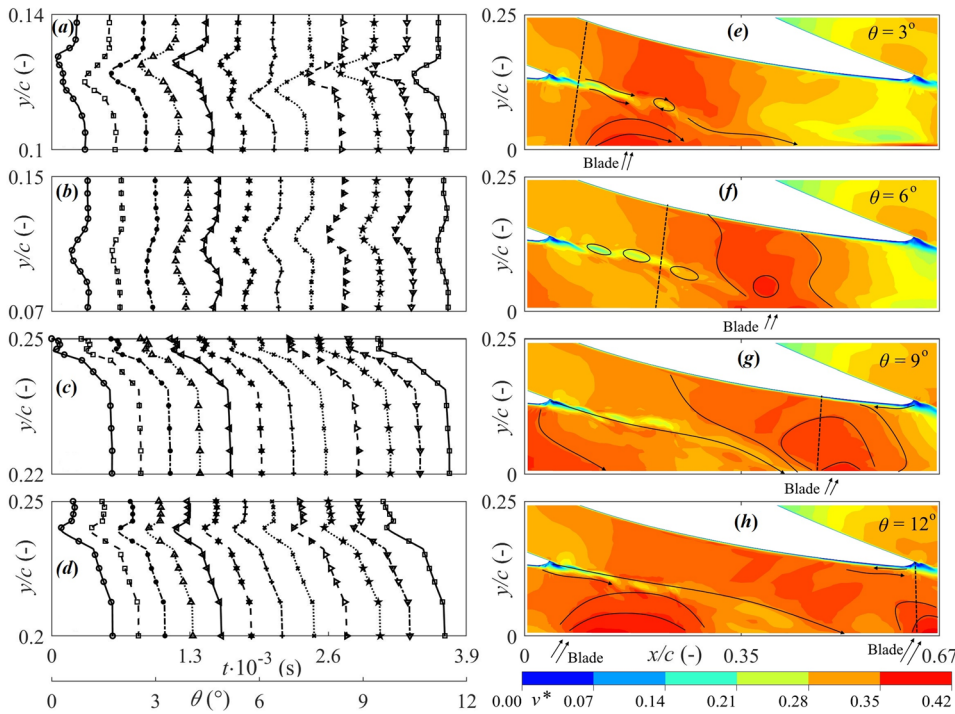 0.14
(a)
y/c (-)
0.1
0.15
(b)
y/c (-)
0.07
0.25
(c)
y/c (-)
0.22
0.25
(d)
y/c (-)
0.2
0 1.3 2.6 3.9
t·10⁻³ (s)
0 3 6 9 12
θ (°)
0.25
(e)
θ = 3°
y/c (-)
0
Blade
0.25
(f)
θ = 6°
y/c (-)
0
Blade
0.25
(g)
θ = 9°
y/c (-)
0
Blade
0.25
(h)
θ = 12°
y/c (-)
0
Blade
Blade
0 x/c (-) 0.35 0.67
0.00 v* 0.07 0.14 0.21 0.28 0.35 0.42